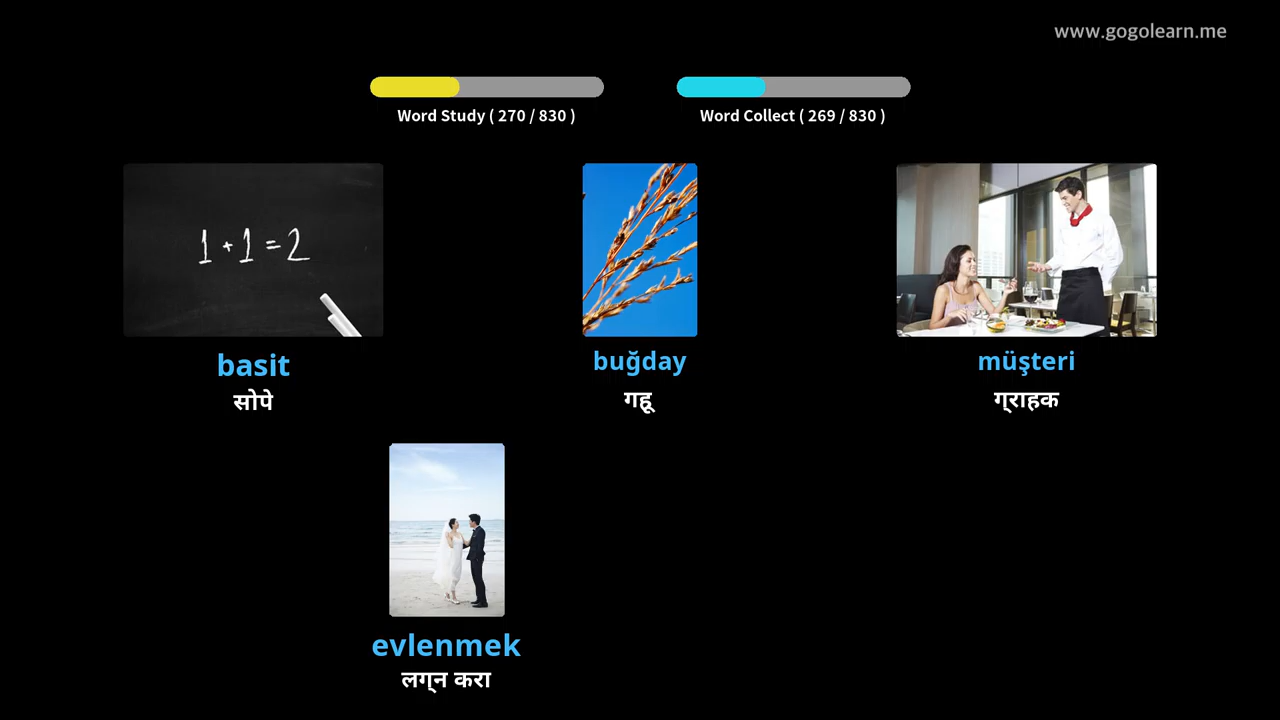 www.gogolearn.me
Word Study ( 270 / 830 )
Word Collect ( 269 / 830 )
1 + 1 = 2
basit
सोपे
buğday
गहू
müşteri
ग्राहक
evlenmek
लग्न करा